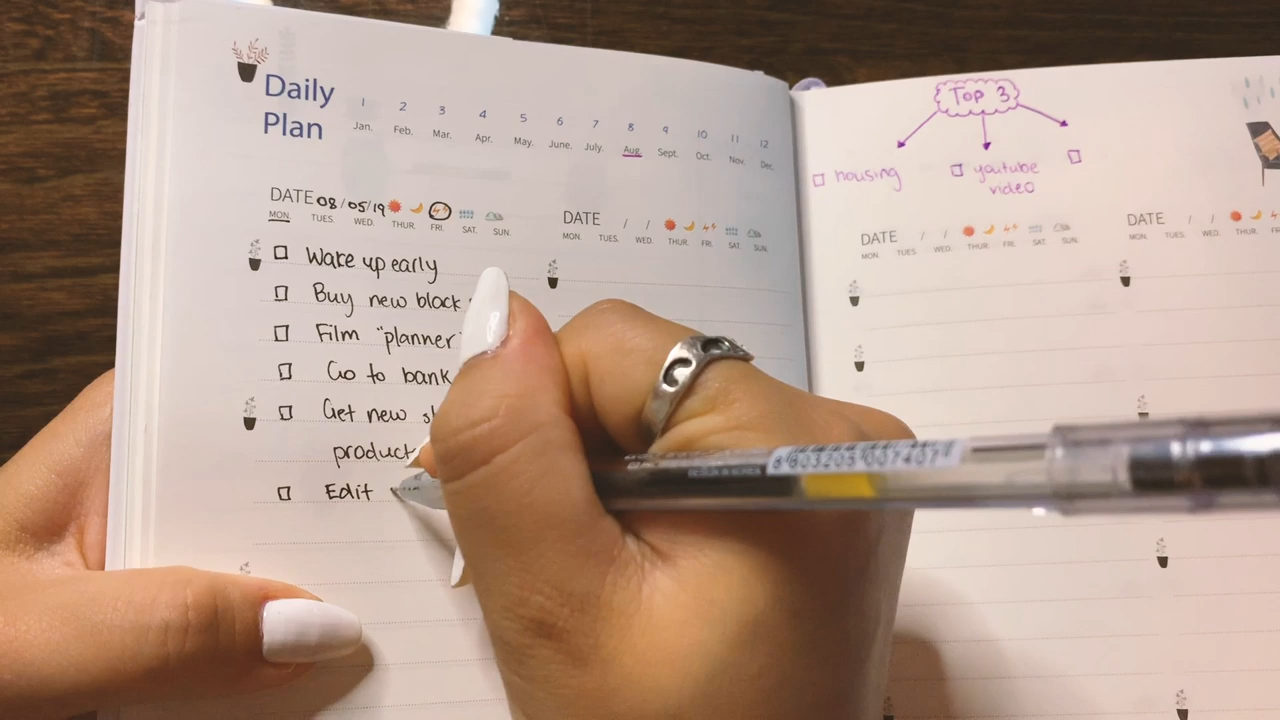 Daily
Plan
1 2 3 4 5 6 7 8 9 10 11 12
Jan. Feb. Mar. Apr. May. June. July. Aug. Sept. Oct. Nov. Dec.
DATE 08/05/19
MON. TUES. WED. THUR. FRI. SAT. SUN.
Wake up early
Buy new black
Film "planner
Go to bank
Get new
product
Edit
DATE / /
MON. TUES. WED. THUR. FRI. SAT. SUN.
Top 3
housing
youtube
video
DATE / /
MON. TUES. WED. THUR. FRI. SAT. SUN.
DATE / /
MON. TUES. WED. THUR. FRI.
8803205007407